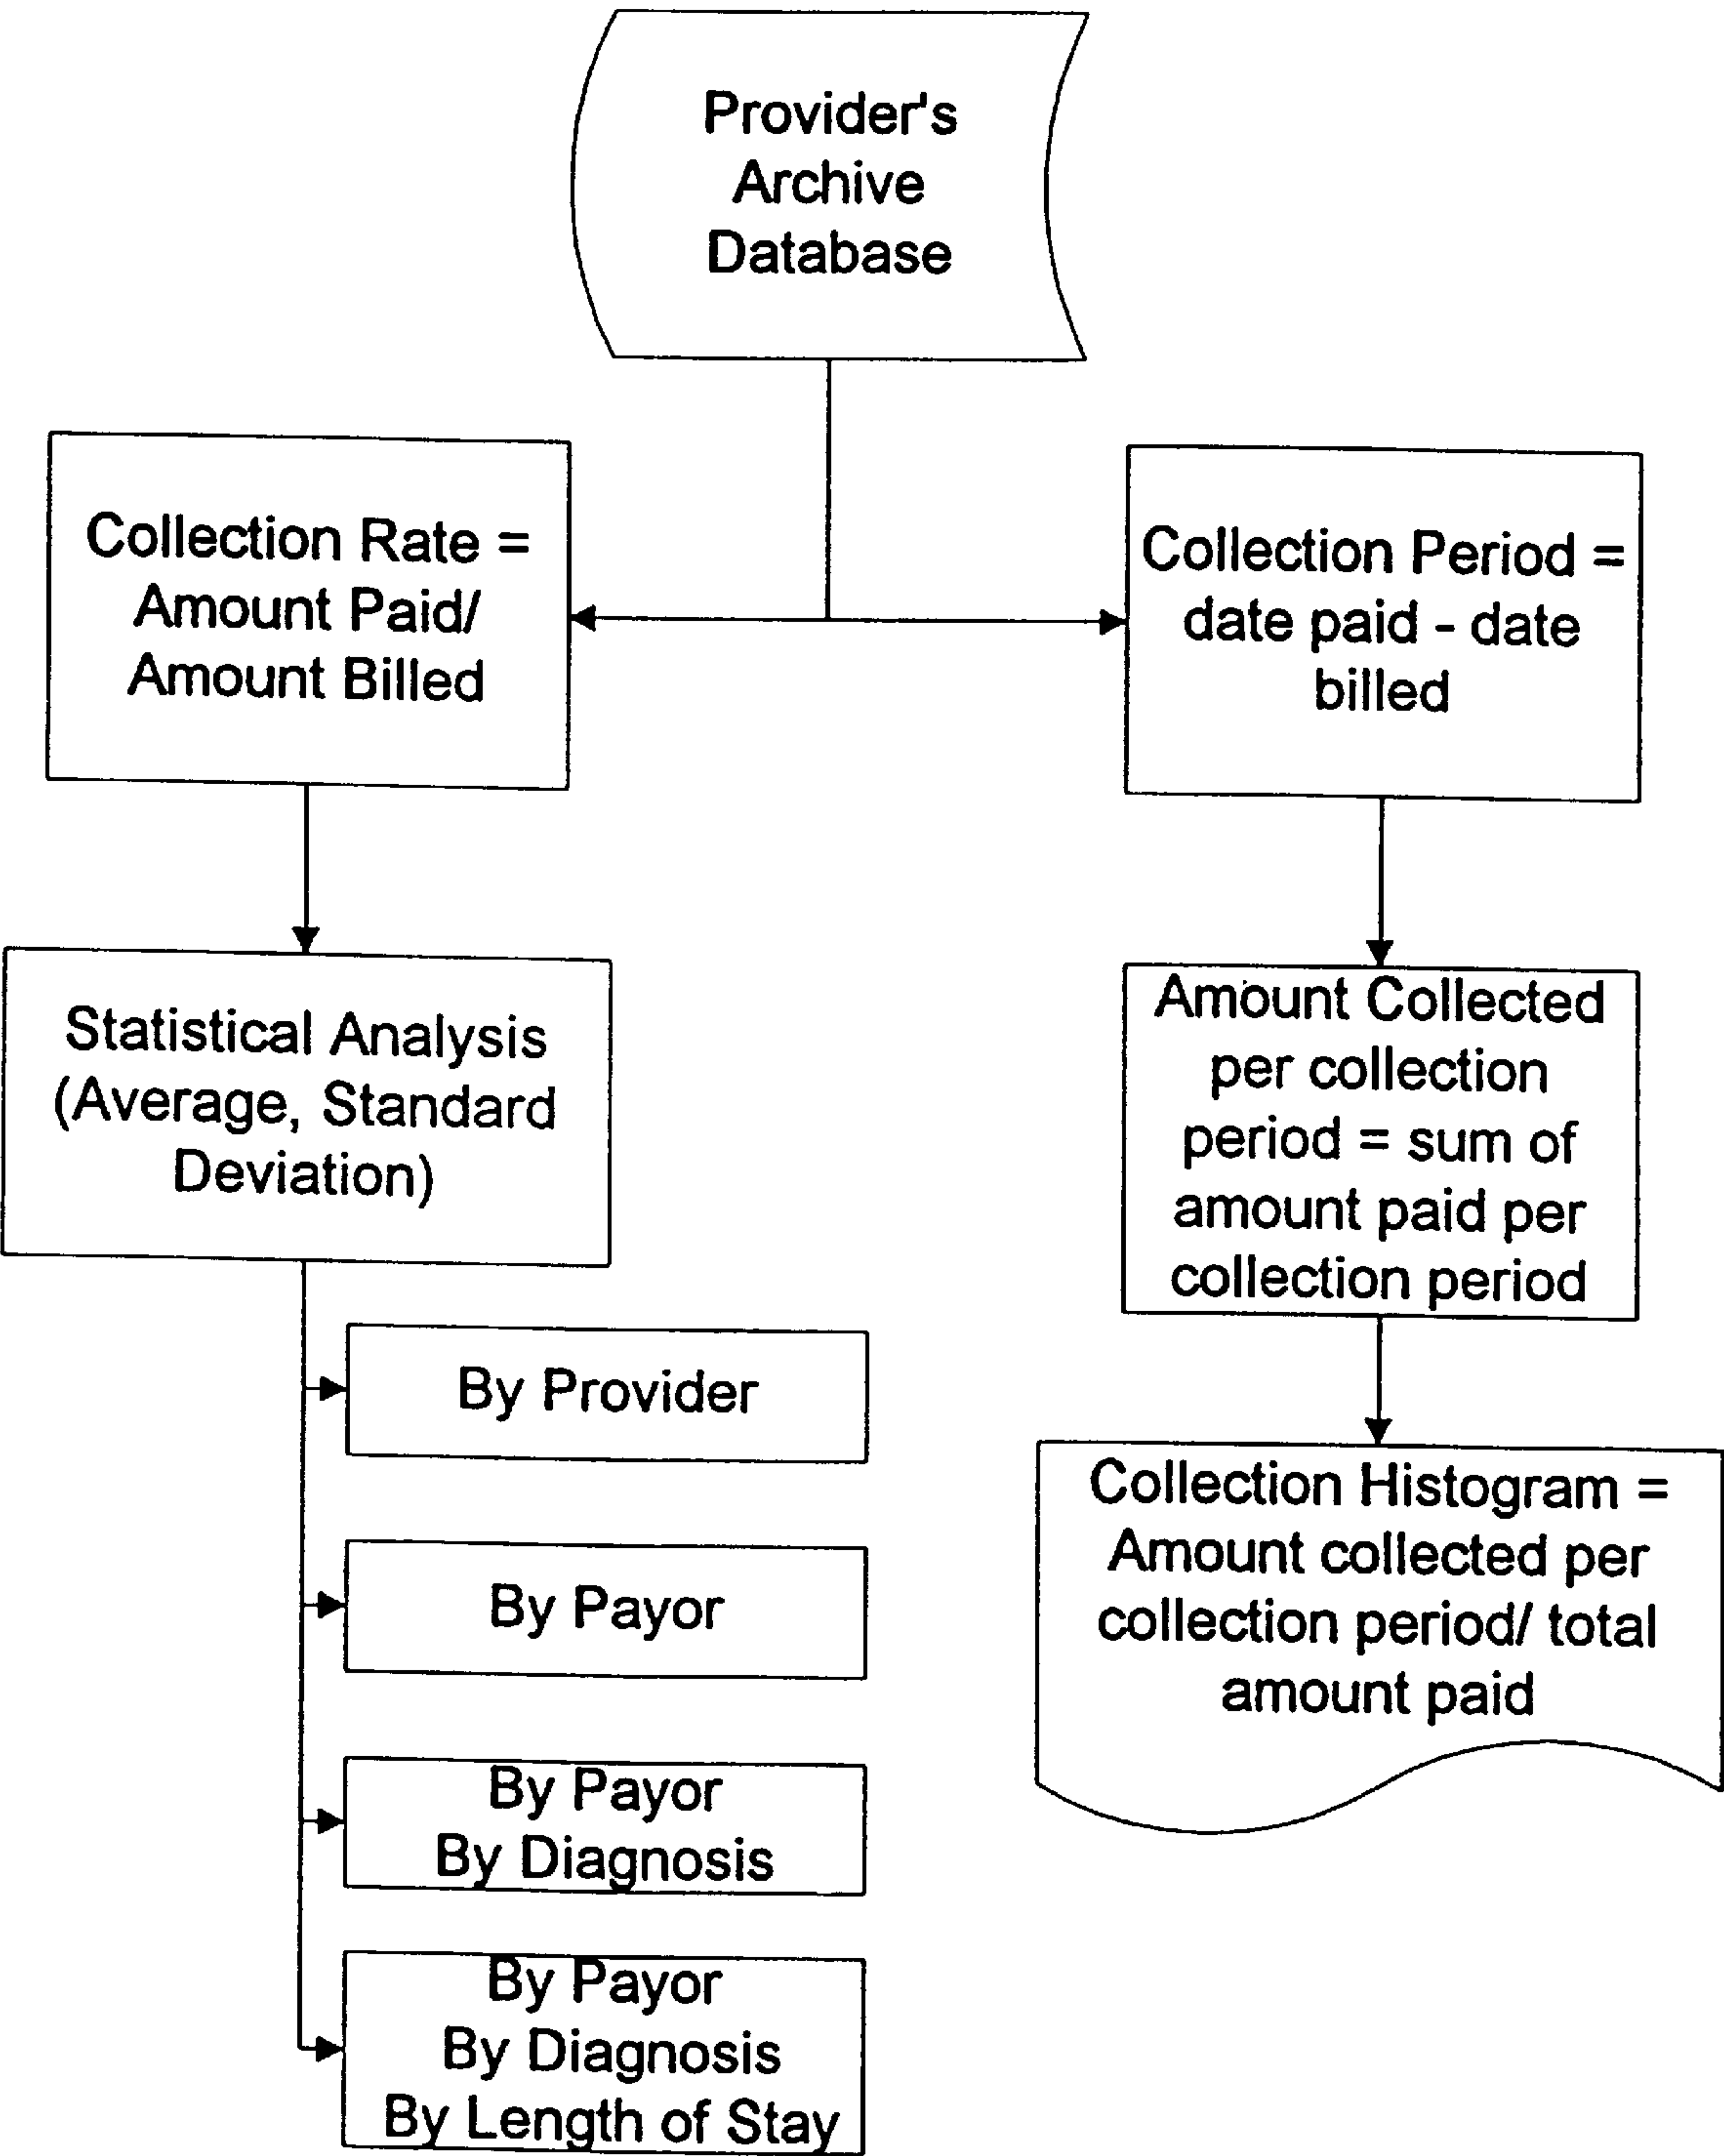 Provider's
Archive
Database
Collection Rate =
Amount Paid/
Amount Billed
Collection Period =
date paid - date
billed
Statistical Analysis
(Average, Standard
Deviation)
Amount Collected
per collection
period = sum of
amount paid per
collection period
By Provider
By Payor
By Payor
By Diagnosis
By Payor
By Diagnosis
By Length of Stay
Collection Histogram =
Amount collected per
collection period/ total
amount paid